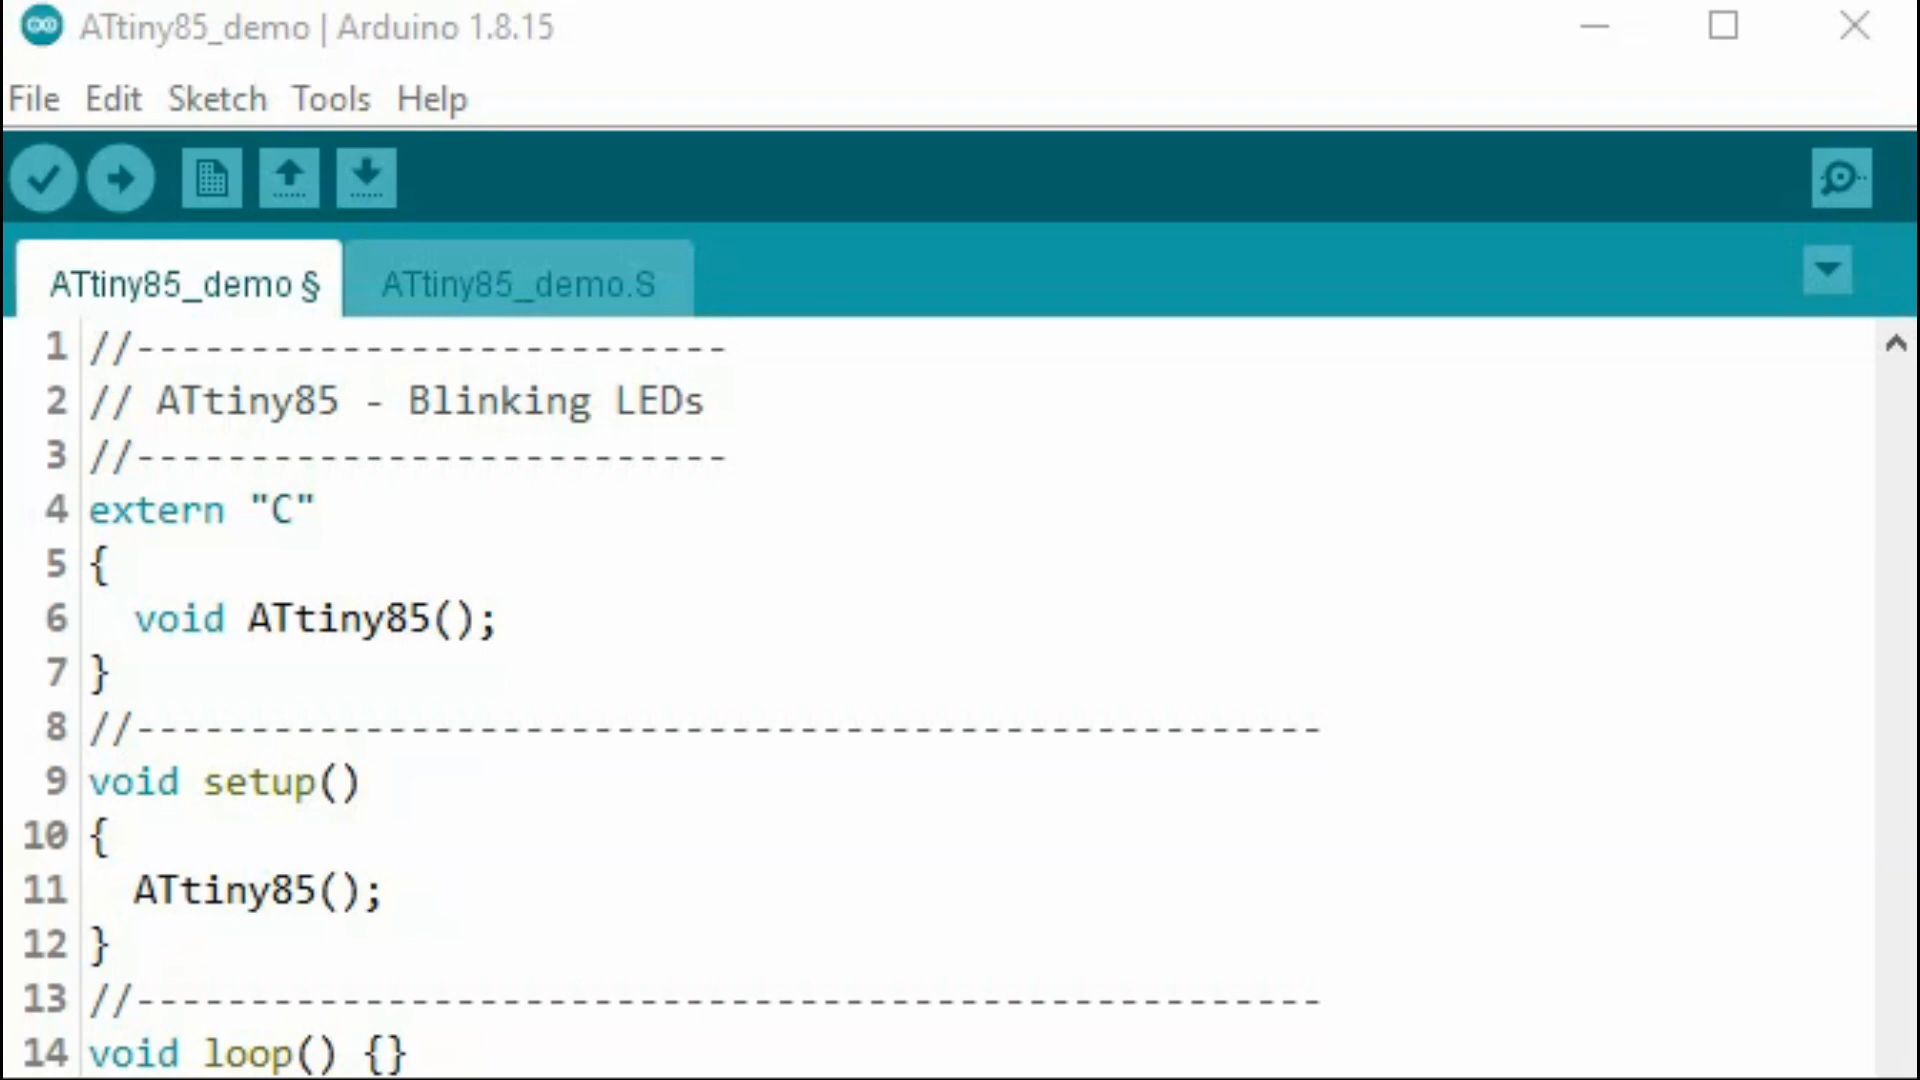 ATtiny85_demo | Arduino 1.8.15
File Edit Sketch Tools Help
ATtiny85_demo § ATtiny85_demo.S
1 //--------------------------
2 // ATtiny85 - Blinking LEDs
3 //--------------------------
4 extern "C"
5 {
6   void ATtiny85();
7 }
8 //----------------------------------------------------
9 void setup()
10 {
11   ATtiny85();
12 }
13 //----------------------------------------------------
14 void loop() {}